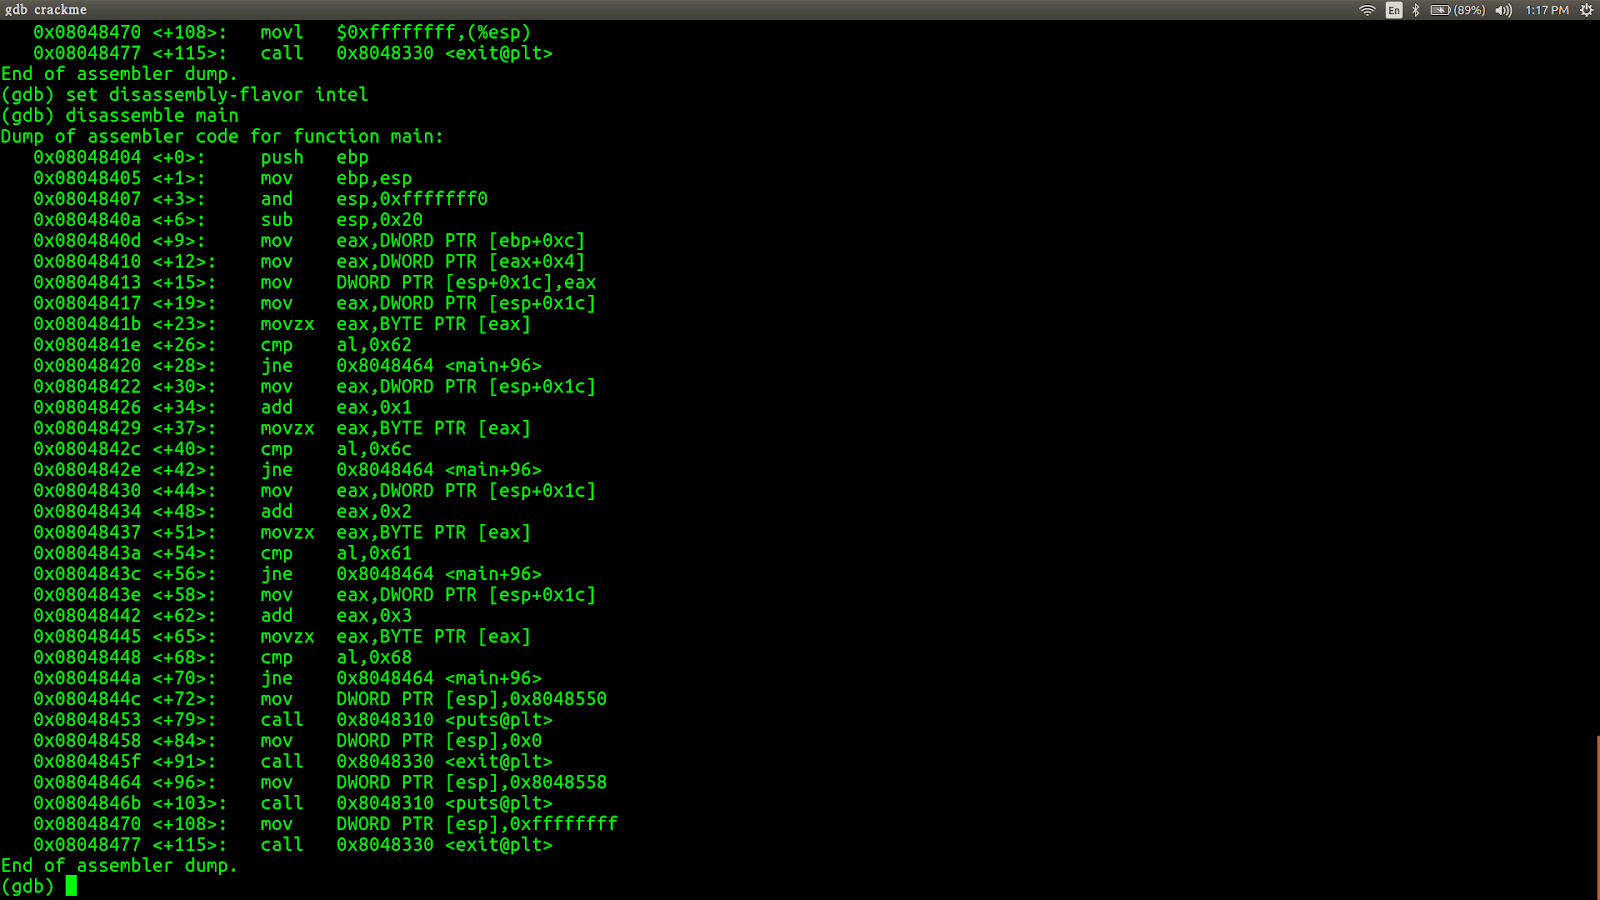 gdb crackme
En (89%) 1:17 PM
0x08048470 <+108>: movl $0xffffffff,(%esp)
0x08048477 <+115>: call 0x8048330 <exit@plt>
End of assembler dump.
(gdb) set disassembly-flavor intel
(gdb) disassemble main
Dump of assembler code for function main:
0x08048404 <+0>: push ebp
0x08048405 <+1>: mov ebp,esp
0x08048407 <+3>: and esp,0xfffffff0
0x0804840a <+6>: sub esp,0x20
0x0804840d <+9>: mov eax,DWORD PTR [ebp+0xc]
0x08048410 <+12>: mov eax,DWORD PTR [eax+0x4]
0x08048413 <+15>: mov DWORD PTR [esp+0x1c],eax
0x08048417 <+19>: mov eax,DWORD PTR [esp+0x1c]
0x0804841b <+23>: movzx eax,BYTE PTR [eax]
0x0804841e <+26>: cmp al,0x62
0x08048420 <+28>: jne 0x8048464 <main+96>
0x08048422 <+30>: mov eax,DWORD PTR [esp+0x1c]
0x08048426 <+34>: add eax,0x1
0x08048429 <+37>: movzx eax,BYTE PTR [eax]
0x0804842c <+40>: cmp al,0x6c
0x0804842e <+42>: jne 0x8048464 <main+96>
0x08048430 <+44>: mov eax,DWORD PTR [esp+0x1c]
0x08048434 <+48>: add eax,0x2
0x08048437 <+51>: movzx eax,BYTE PTR [eax]
0x0804843a <+54>: cmp al,0x61
0x0804843c <+56>: jne 0x8048464 <main+96>
0x0804843e <+58>: mov eax,DWORD PTR [esp+0x1c]
0x08048442 <+62>: add eax,0x3
0x08048445 <+65>: movzx eax,BYTE PTR [eax]
0x08048448 <+68>: cmp al,0x68
0x0804844a <+70>: jne 0x8048464 <main+96>
0x0804844c <+72>: mov DWORD PTR [esp],0x8048550
0x08048453 <+79>: call 0x8048310 <puts@plt>
0x08048458 <+84>: mov DWORD PTR [esp],0x0
0x0804845f <+91>: call 0x8048330 <exit@plt>
0x08048464 <+96>: mov DWORD PTR [esp],0x8048558
0x0804846b <+103>: call 0x8048310 <puts@plt>
0x08048470 <+108>: mov DWORD PTR [esp],0xffffffff
0x08048477 <+115>: call 0x8048330 <exit@plt>
End of assembler dump.
(gdb)